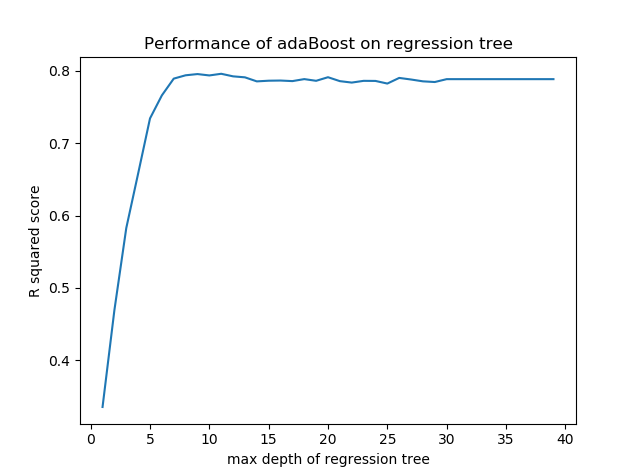 Performance of adaBoost on regression tree
0.8
0.7
0.6
0.5
0.4
R squared score
0 5 10 15 20 25 30 35 40
max depth of regression tree